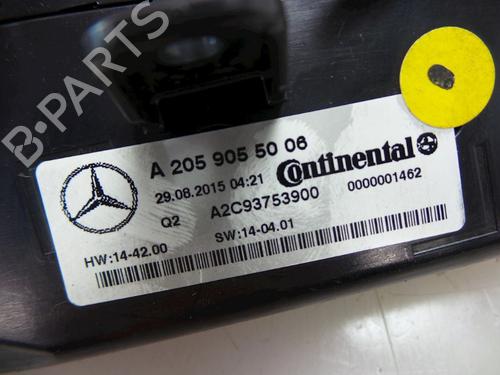 B-PARTS
A 205 905 50 06
29.08.2015 04:21
Continental
Q2
A2C93753900
0000001462
HW:14-42.00
SW:14-04.01